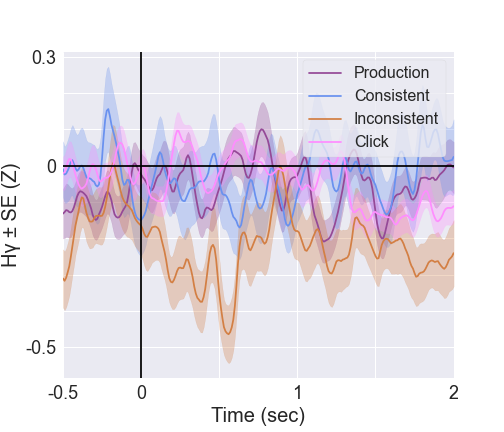 0.3
0
-0.5
Hγ ± SE (Z)
Production
Consistent
Inconsistent
Click
-0.5 0 1 2
Time (sec)